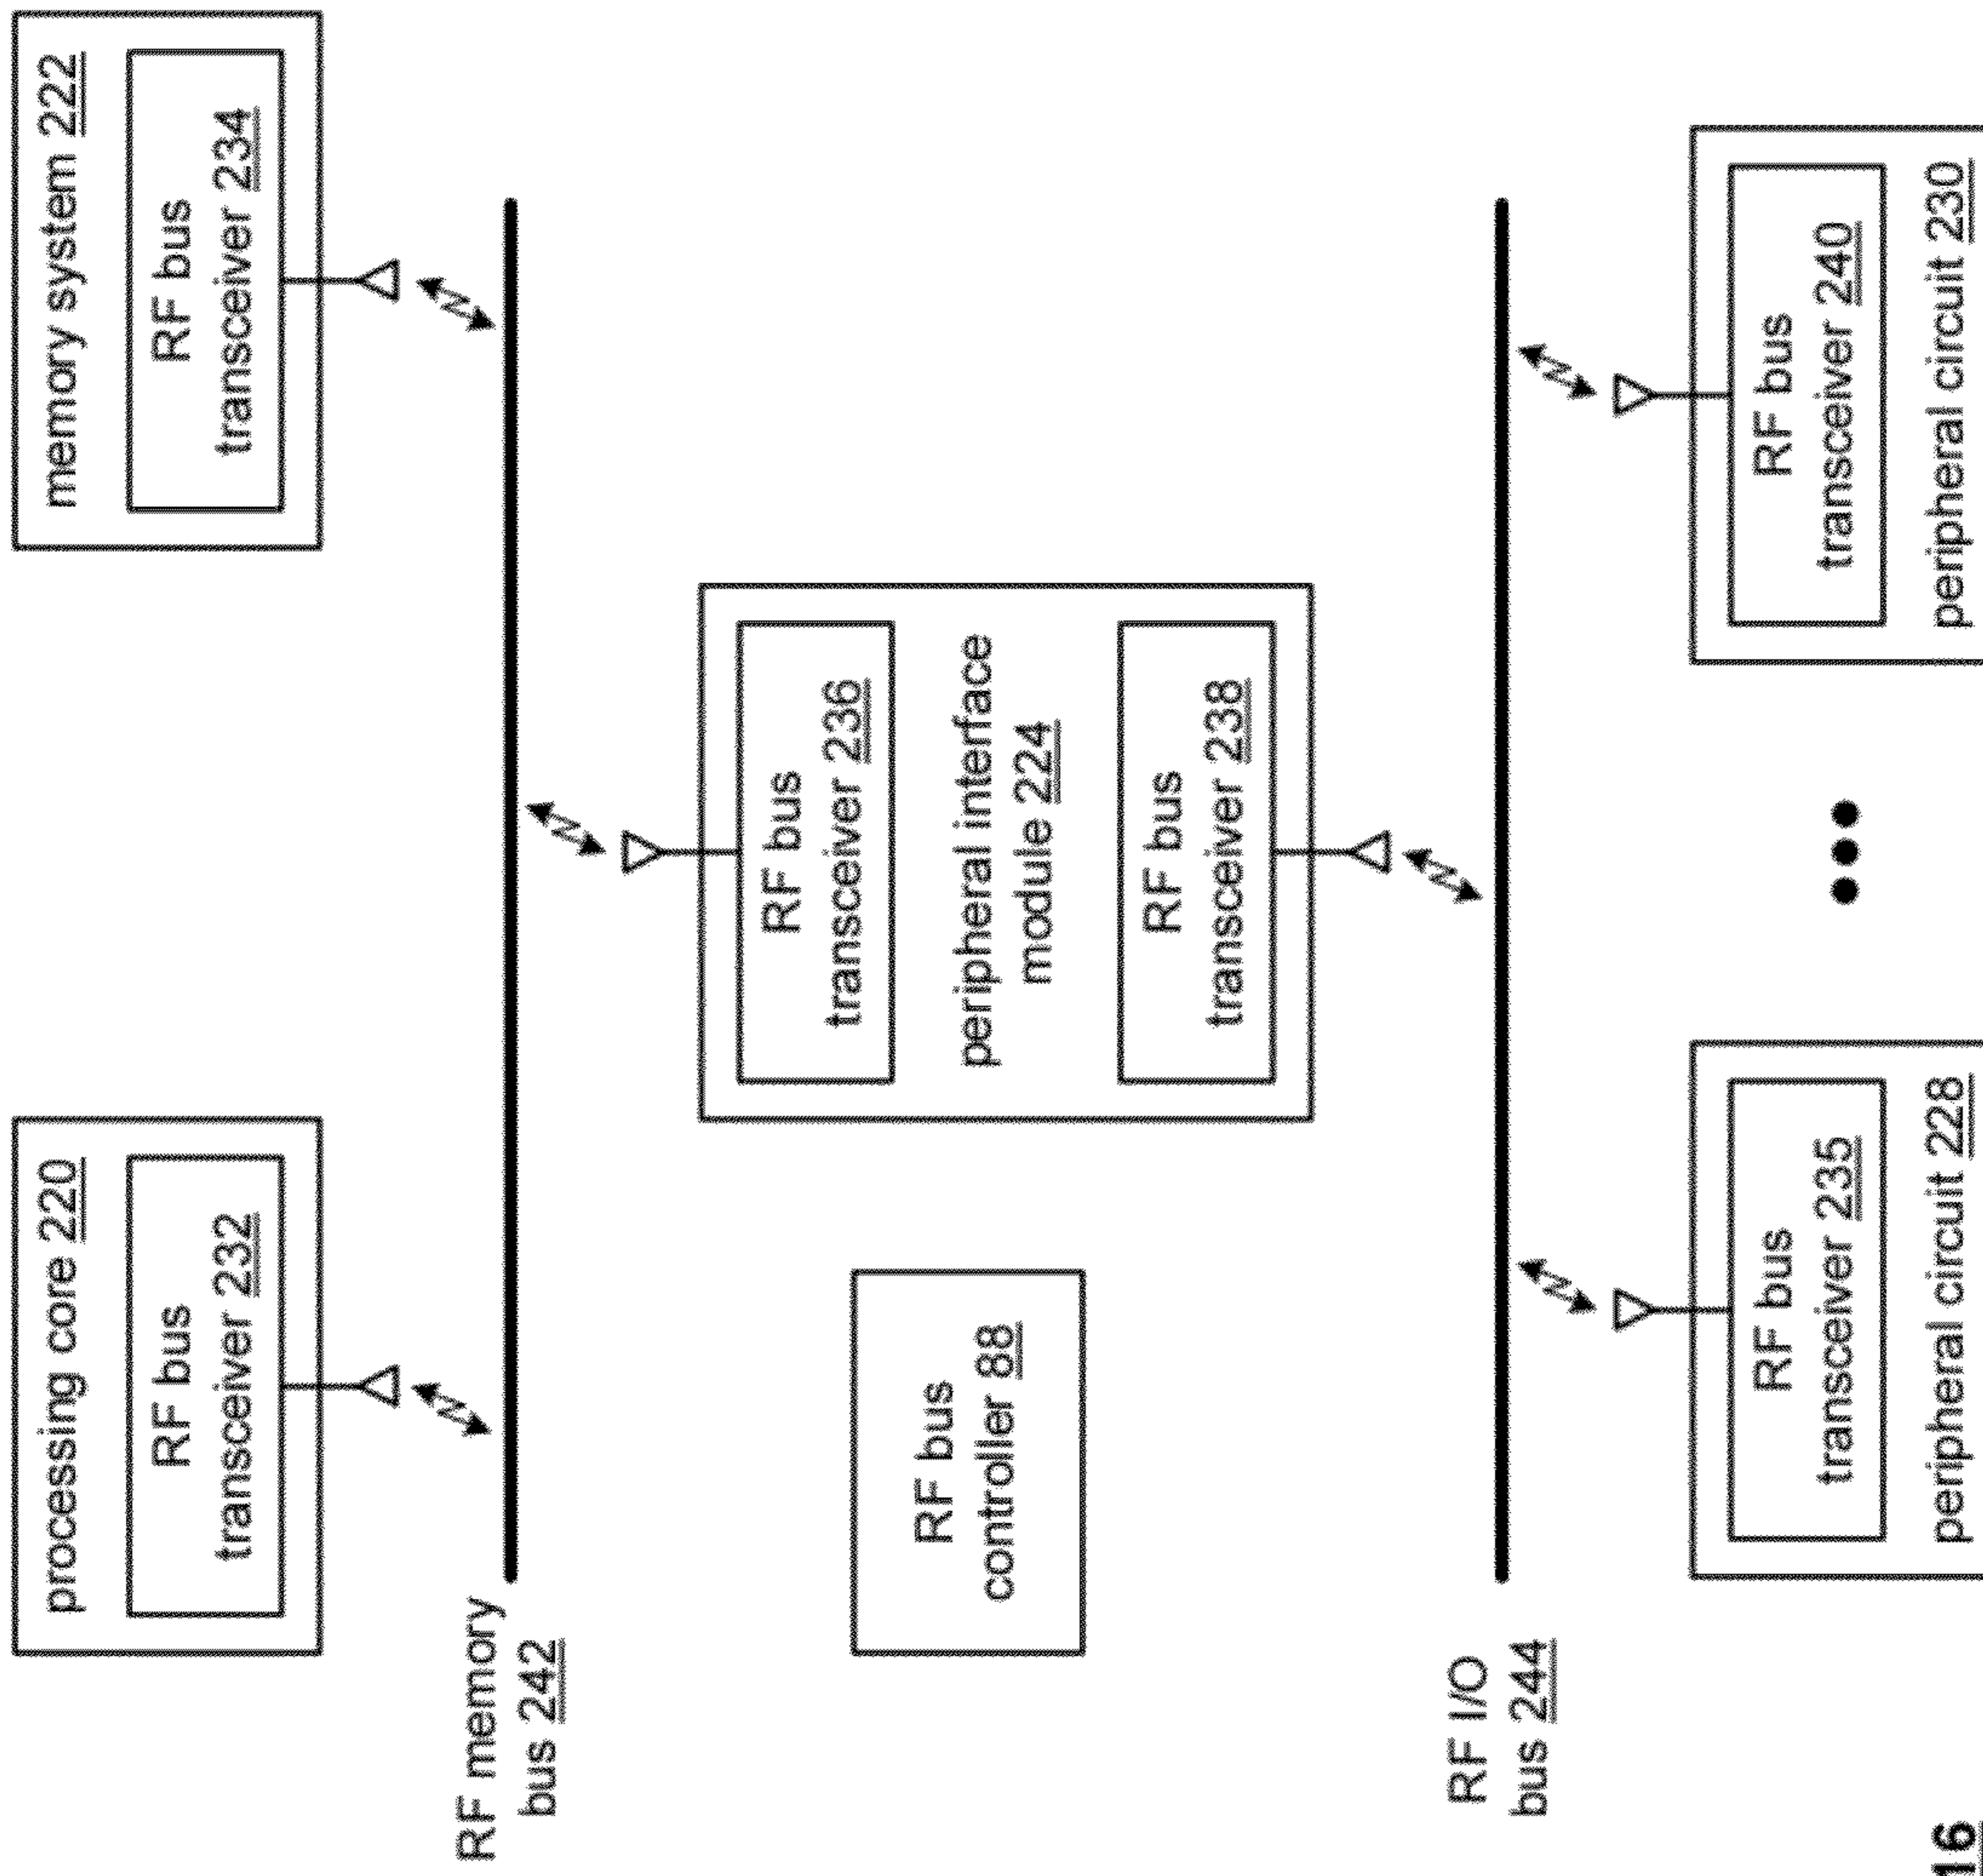 processing core 220
RF bus
transceiver 232
memory system 222
RF bus
transceiver 234
RF memory
bus 242
RF bus
transceiver 236
peripheral interface
module 224
RF bus
transceiver 238
RF bus
controller 88
RF I/O
bus 244
RF bus
transceiver 235
peripheral circuit 228
RF bus
transceiver 240
peripheral circuit 230
16